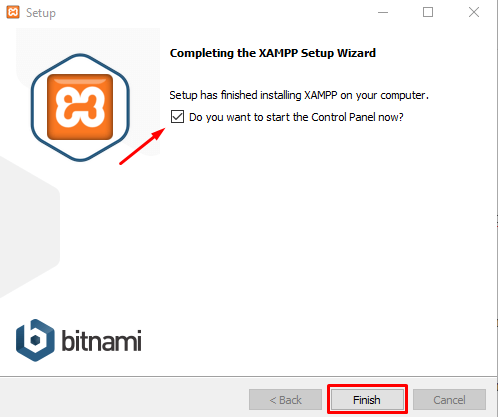 Setup
Completing the XAMPP Setup Wizard
Setup has finished installing XAMPP on your computer.
Do you want to start the Control Panel now?
bitnami
< Back
Finish
Cancel